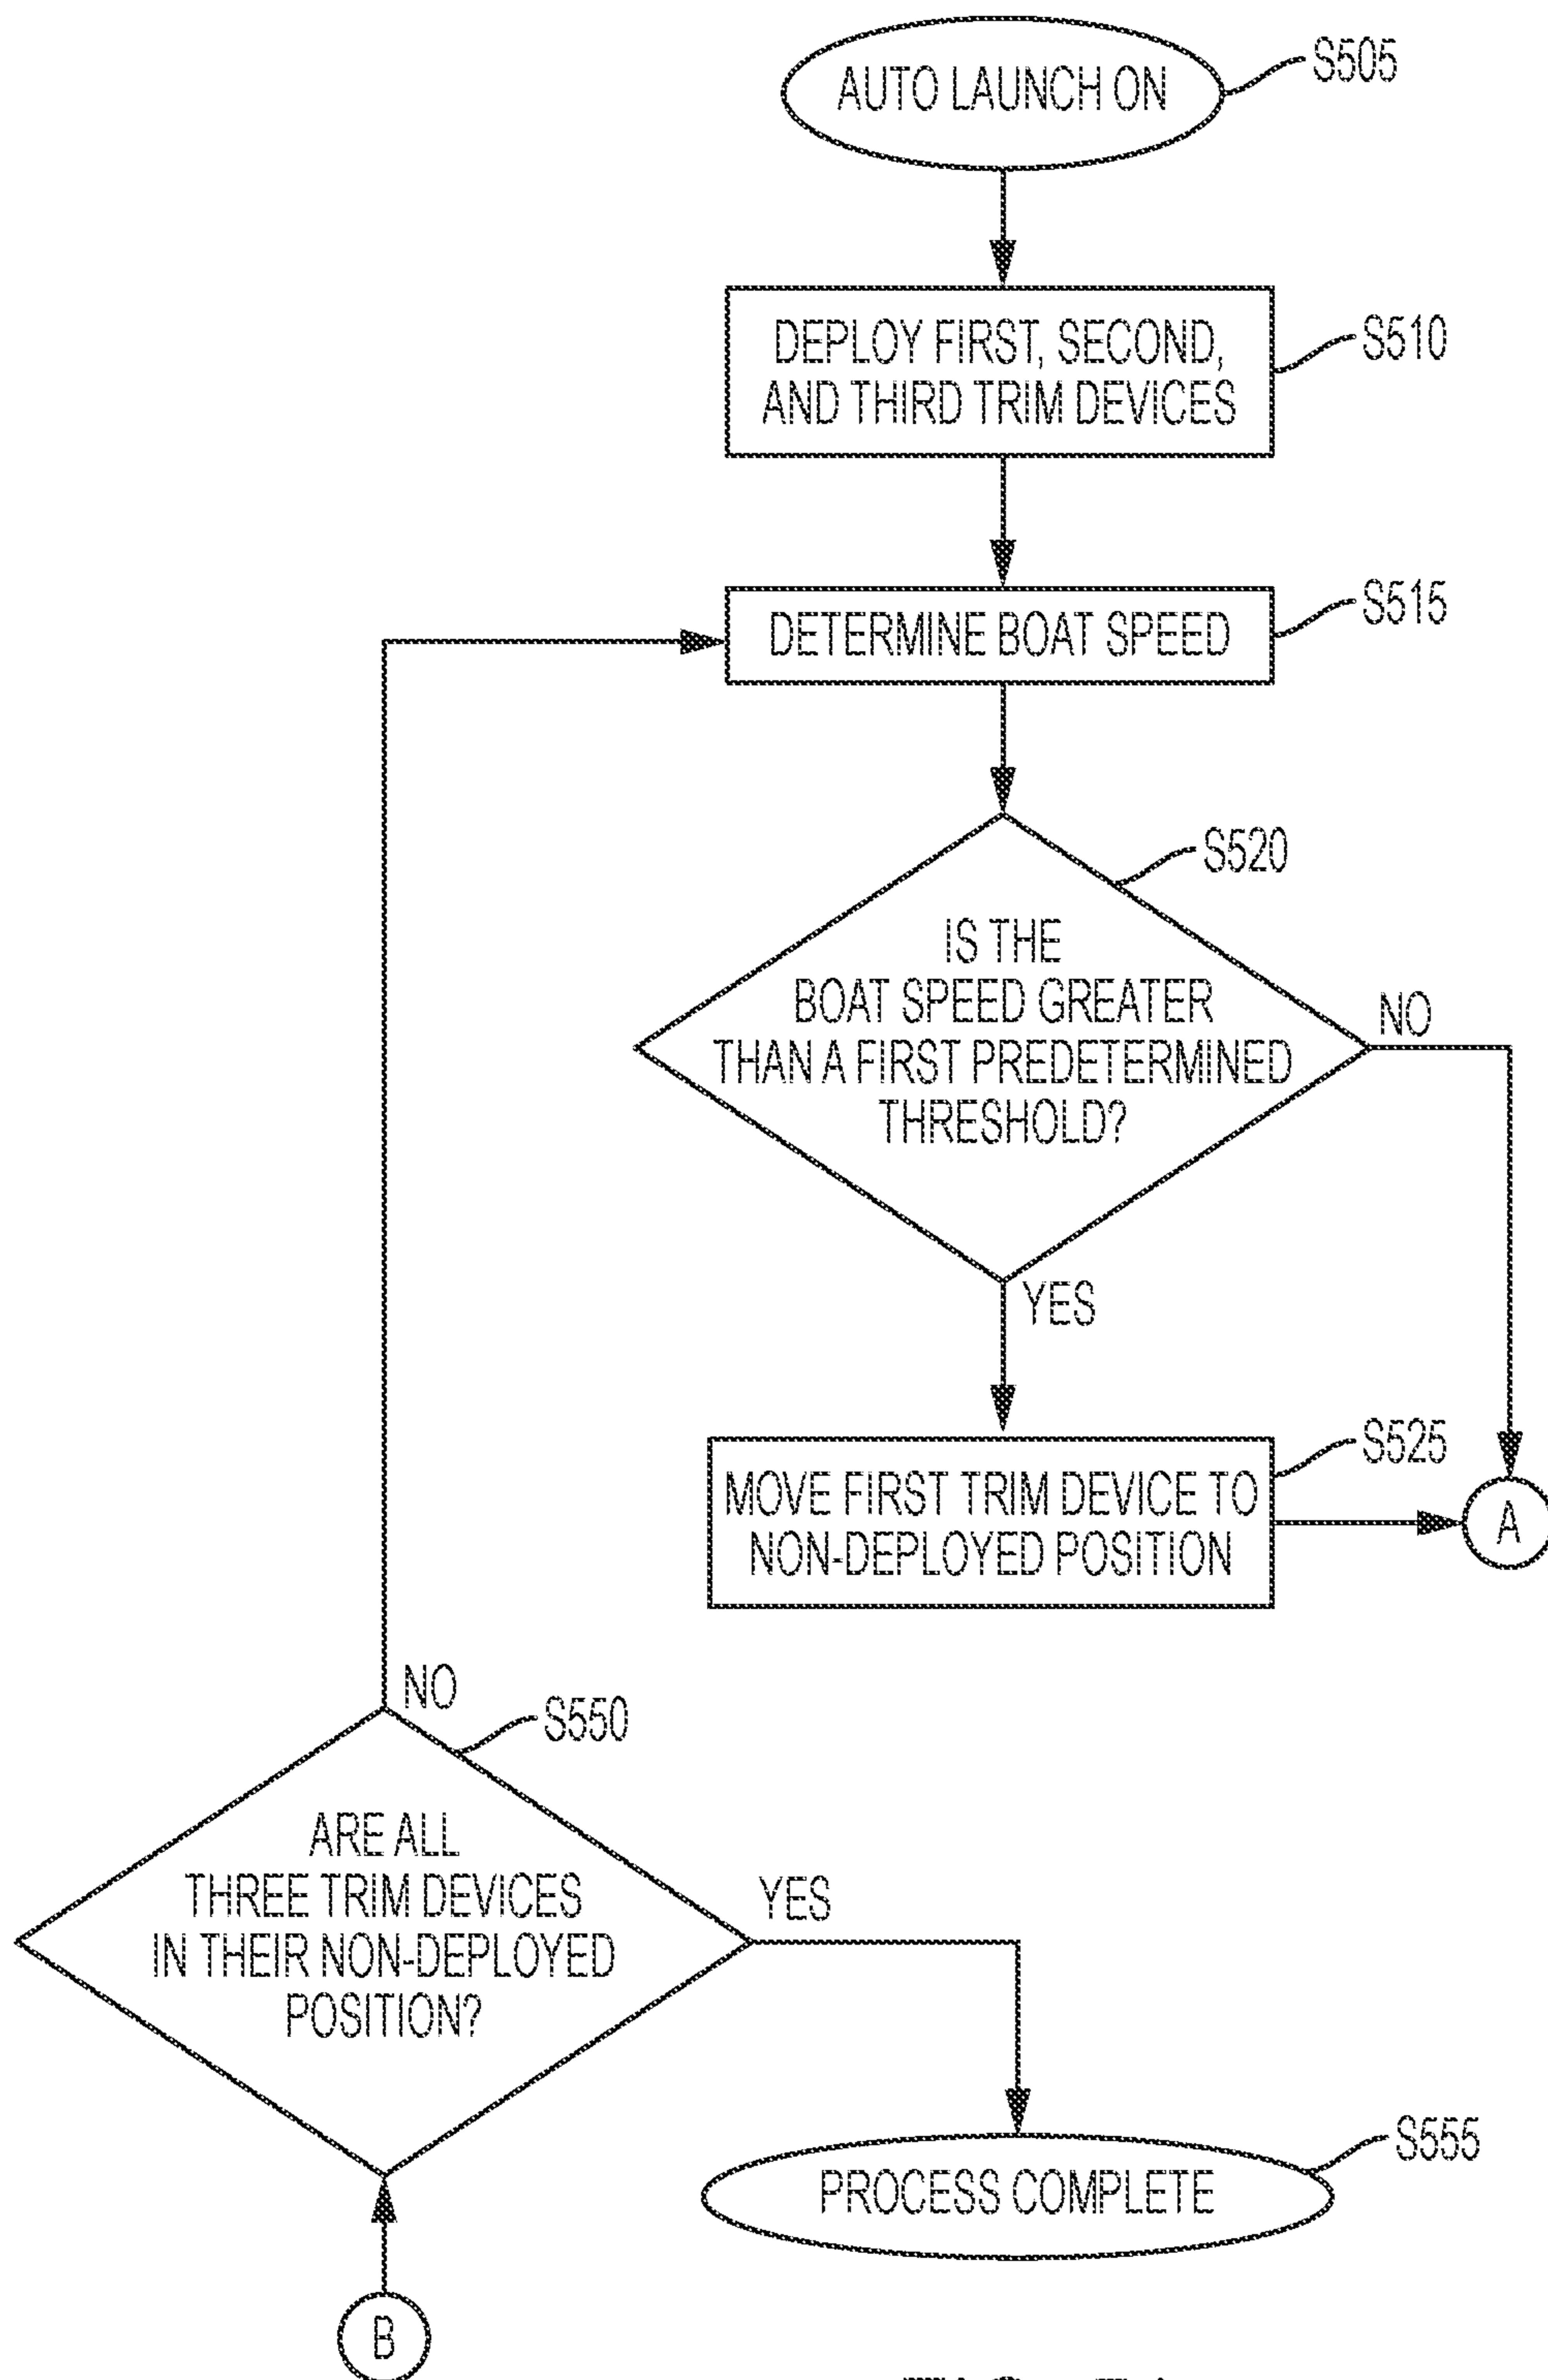 AUTO LAUNCH ON
S505
DEPLOY FIRST, SECOND,
AND THIRD TRIM DEVICES
S510
DETERMINE BOAT SPEED
S515
S520
IS THE
BOAT SPEED GREATER
THAN A FIRST PREDETERMINED
THRESHOLD?
NO
YES
MOVE FIRST TRIM DEVICE TO
NON-DEPLOYED POSITION
S525
A
NO
S550
ARE ALL
THREE TRIM DEVICES
IN THEIR NON-DEPLOYED
POSITION?
YES
PROCESS COMPLETE
S555
B